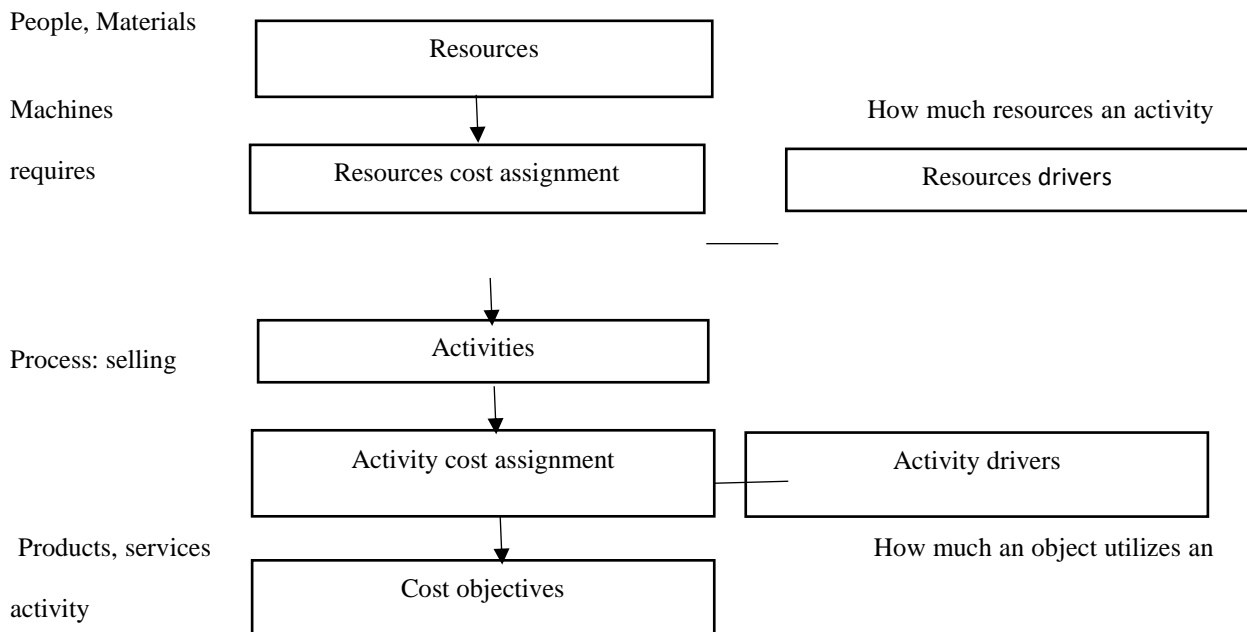 People, Materials
Resources
Machines
How much resources an activity
requires
Resources cost assignment
Resources drivers
Activities
Process: selling
Activity cost assignment
Activity drivers
Products, services
How much an object utilizes an
Cost objectives
activity